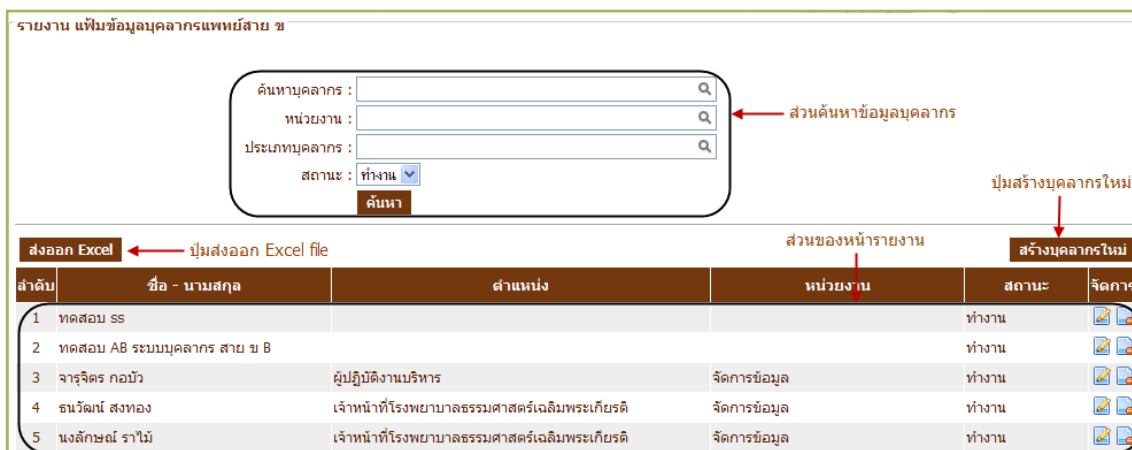 รายงาน แฟ้มข้อมูลบุคลากรแพทย์สาย ข
ค้นหาบุคลากร :
หน่วยงาน :
ส่วนค้นหาข้อมูลบุคลากร
ประเภทบุคลากร :
สถานะ : ทำงาน
ปุ่มสร้างบุคลากรใหม่
ค้นหา
ส่งออก Excel ปุ่มส่งออก Excel file ส่วนของหน้ารายงาน สร้างบุคลากรใหม่
ลำดับ ชื่อ - นามสกุล ตำแหน่ง หน่วยงาน สถานะ จัดการ
1 ทดสอบ ss ทำงาน
2 ทดสอบ AB ระบบบุคลากร สาย ข B ทำงาน
3 จารุจิตร กอบัว ผู้ปฏิบัติงานบริหาร จัดการข้อมูล ทำงาน
4 ธนวัฒน์ สงทอง เจ้าหน้าที่โรงพยาบาลธรรมศาสตร์เฉลิมพระเกียรติ จัดการข้อมูล ทำงาน
5 นงลักษณ์ ราไม้ เจ้าหน้าที่โรงพยาบาลธรรมศาสตร์เฉลิมพระเกียรติ จัดการข้อมูล ทำงาน